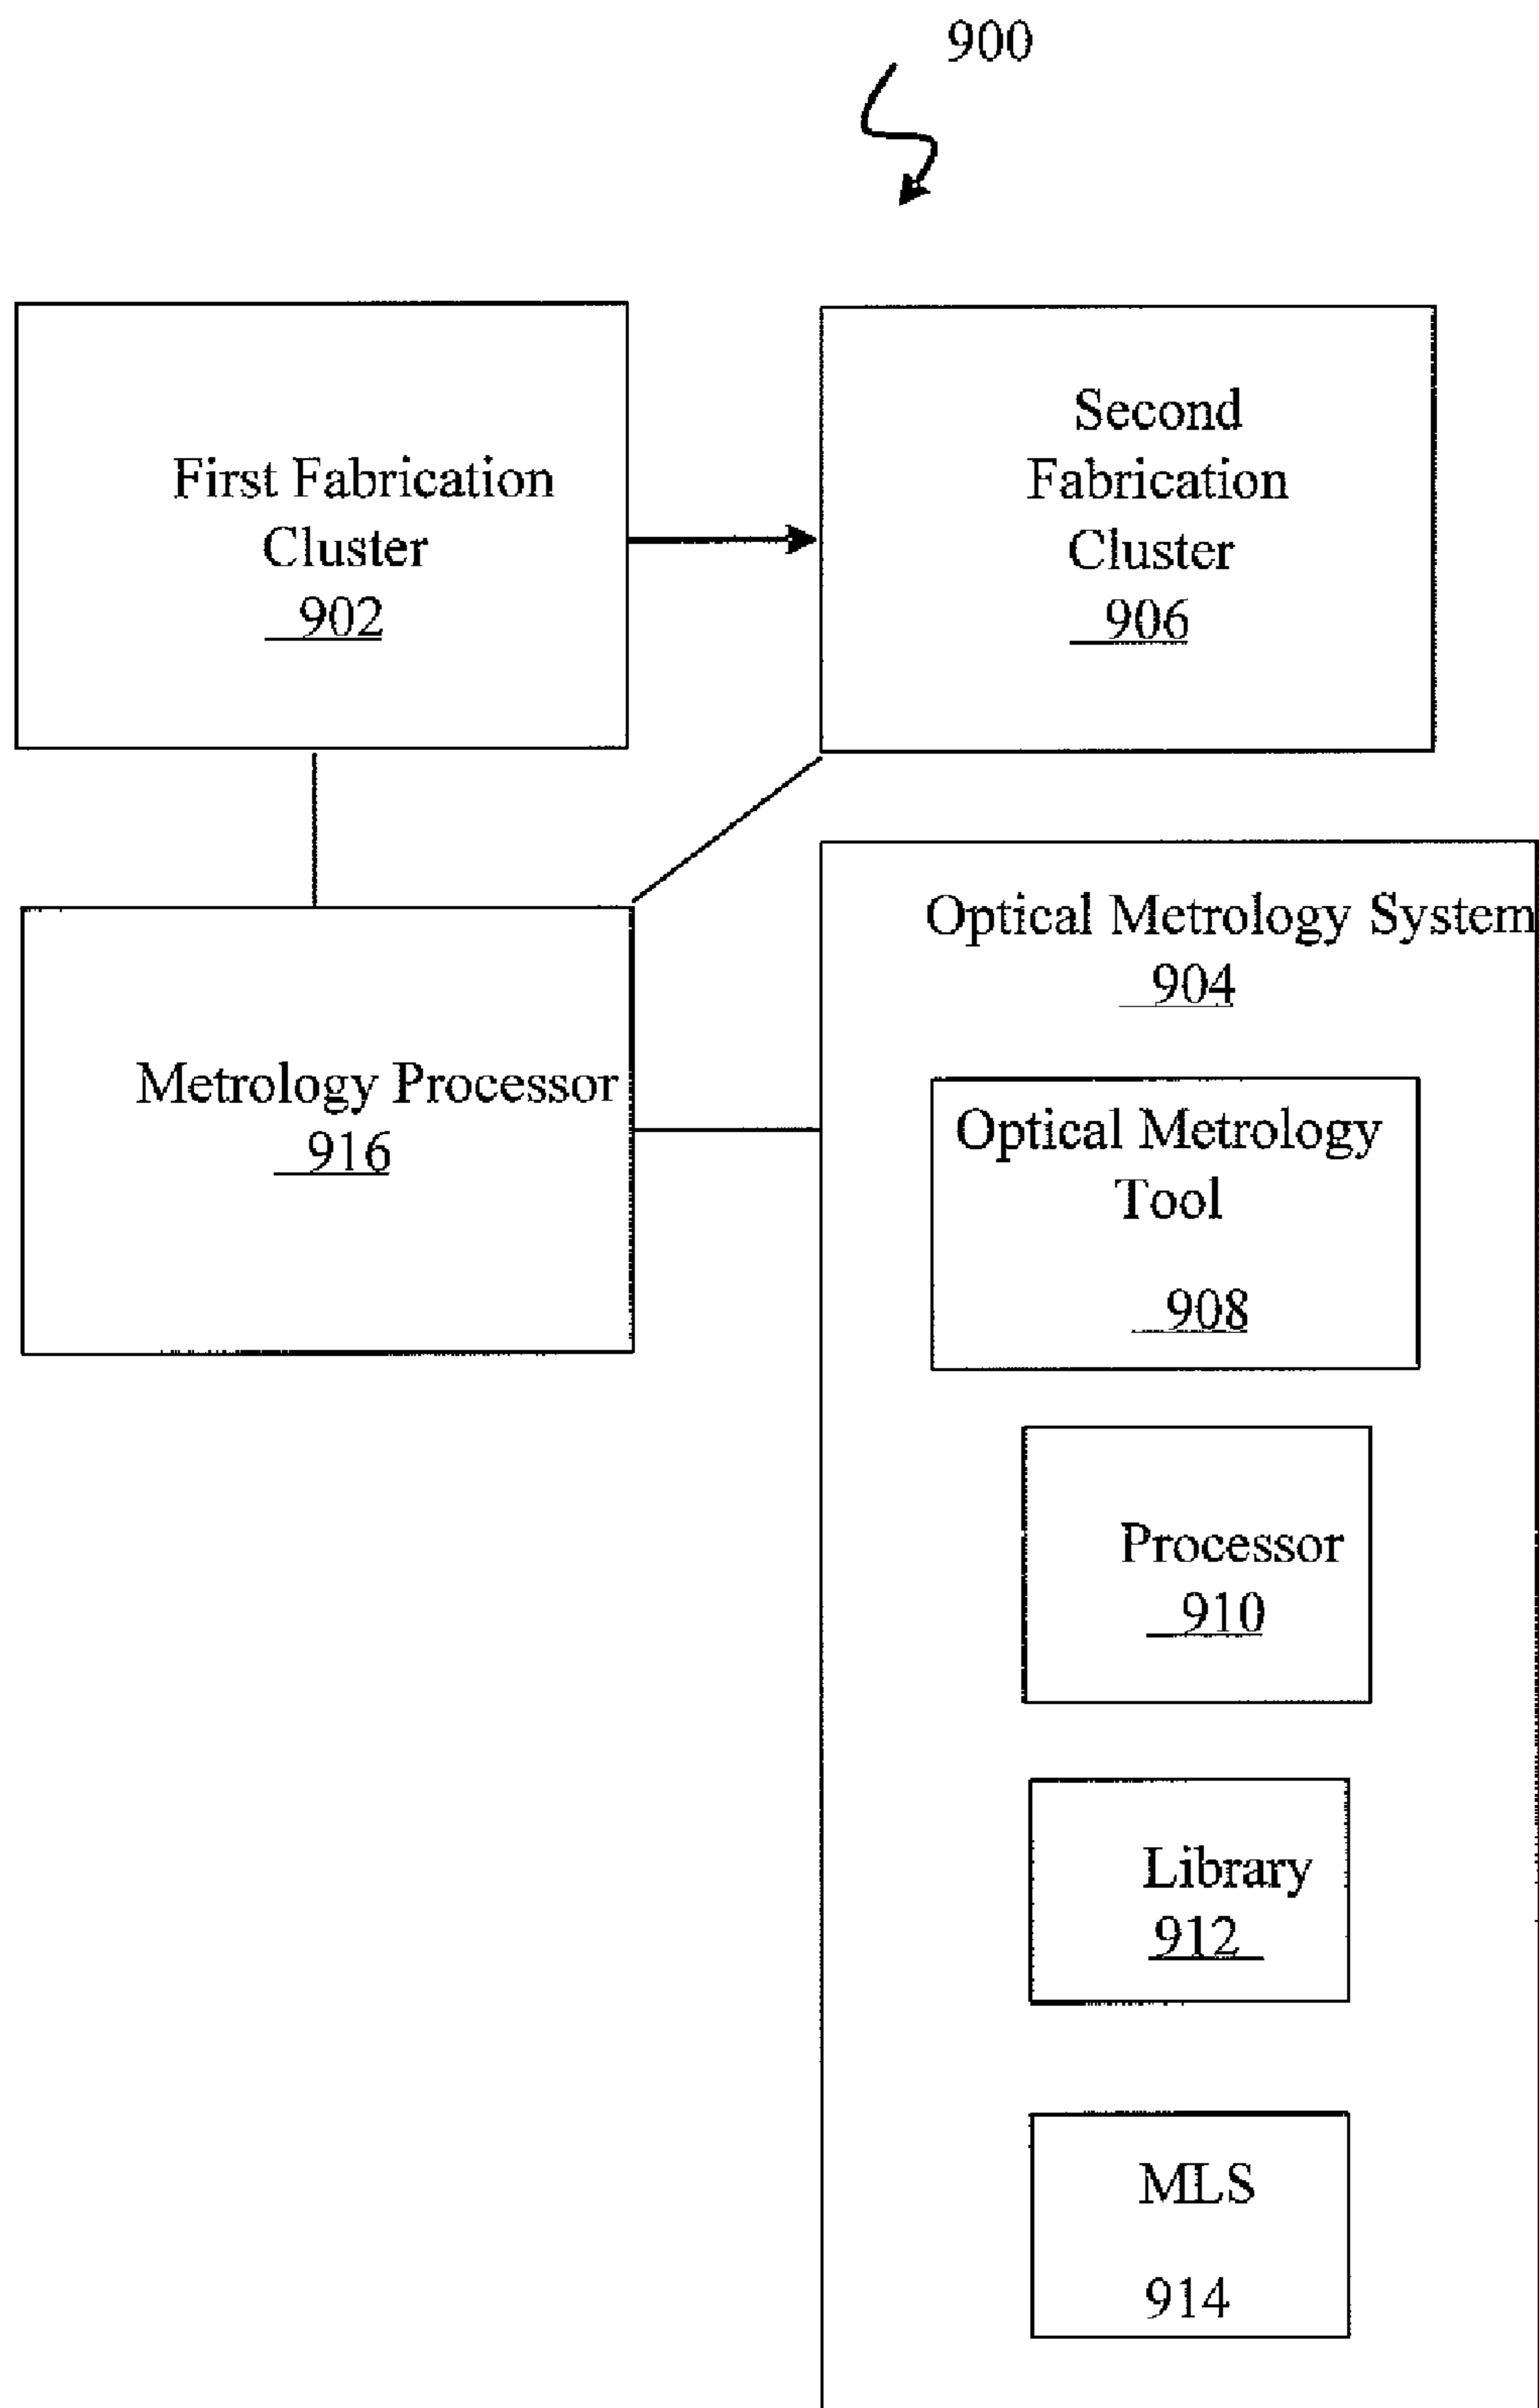 900
First Fabrication
Cluster
902
Second
Fabrication
Cluster
906
Metrology Processor
916
Optical Metrology System
904
Optical Metrology
Tool
908
Processor
910
Library
912
MLS
914